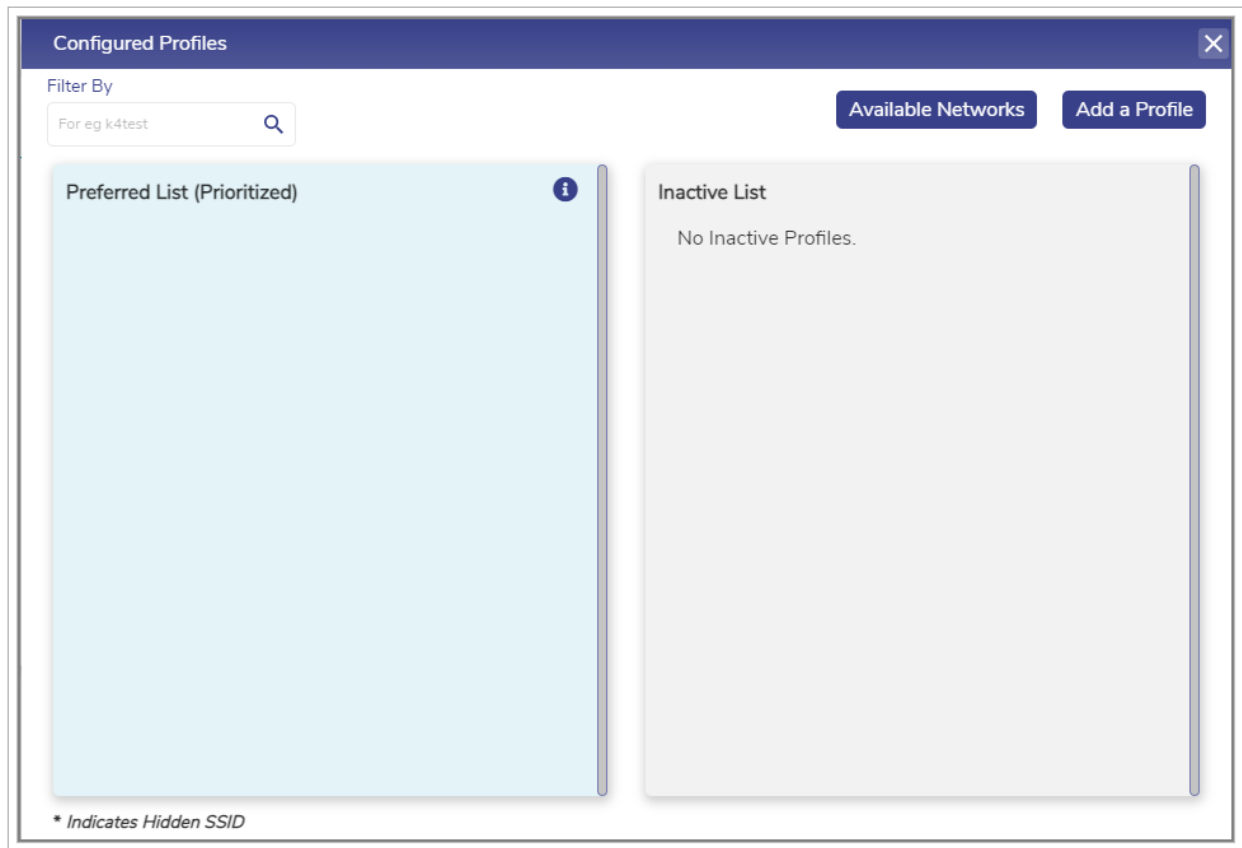 Configured Profiles
Filter By
For eg k4test
Available Networks
Add a Profile
Preferred List (Prioritized)
Inactive List
No Inactive Profiles.
* Indicates Hidden SSID